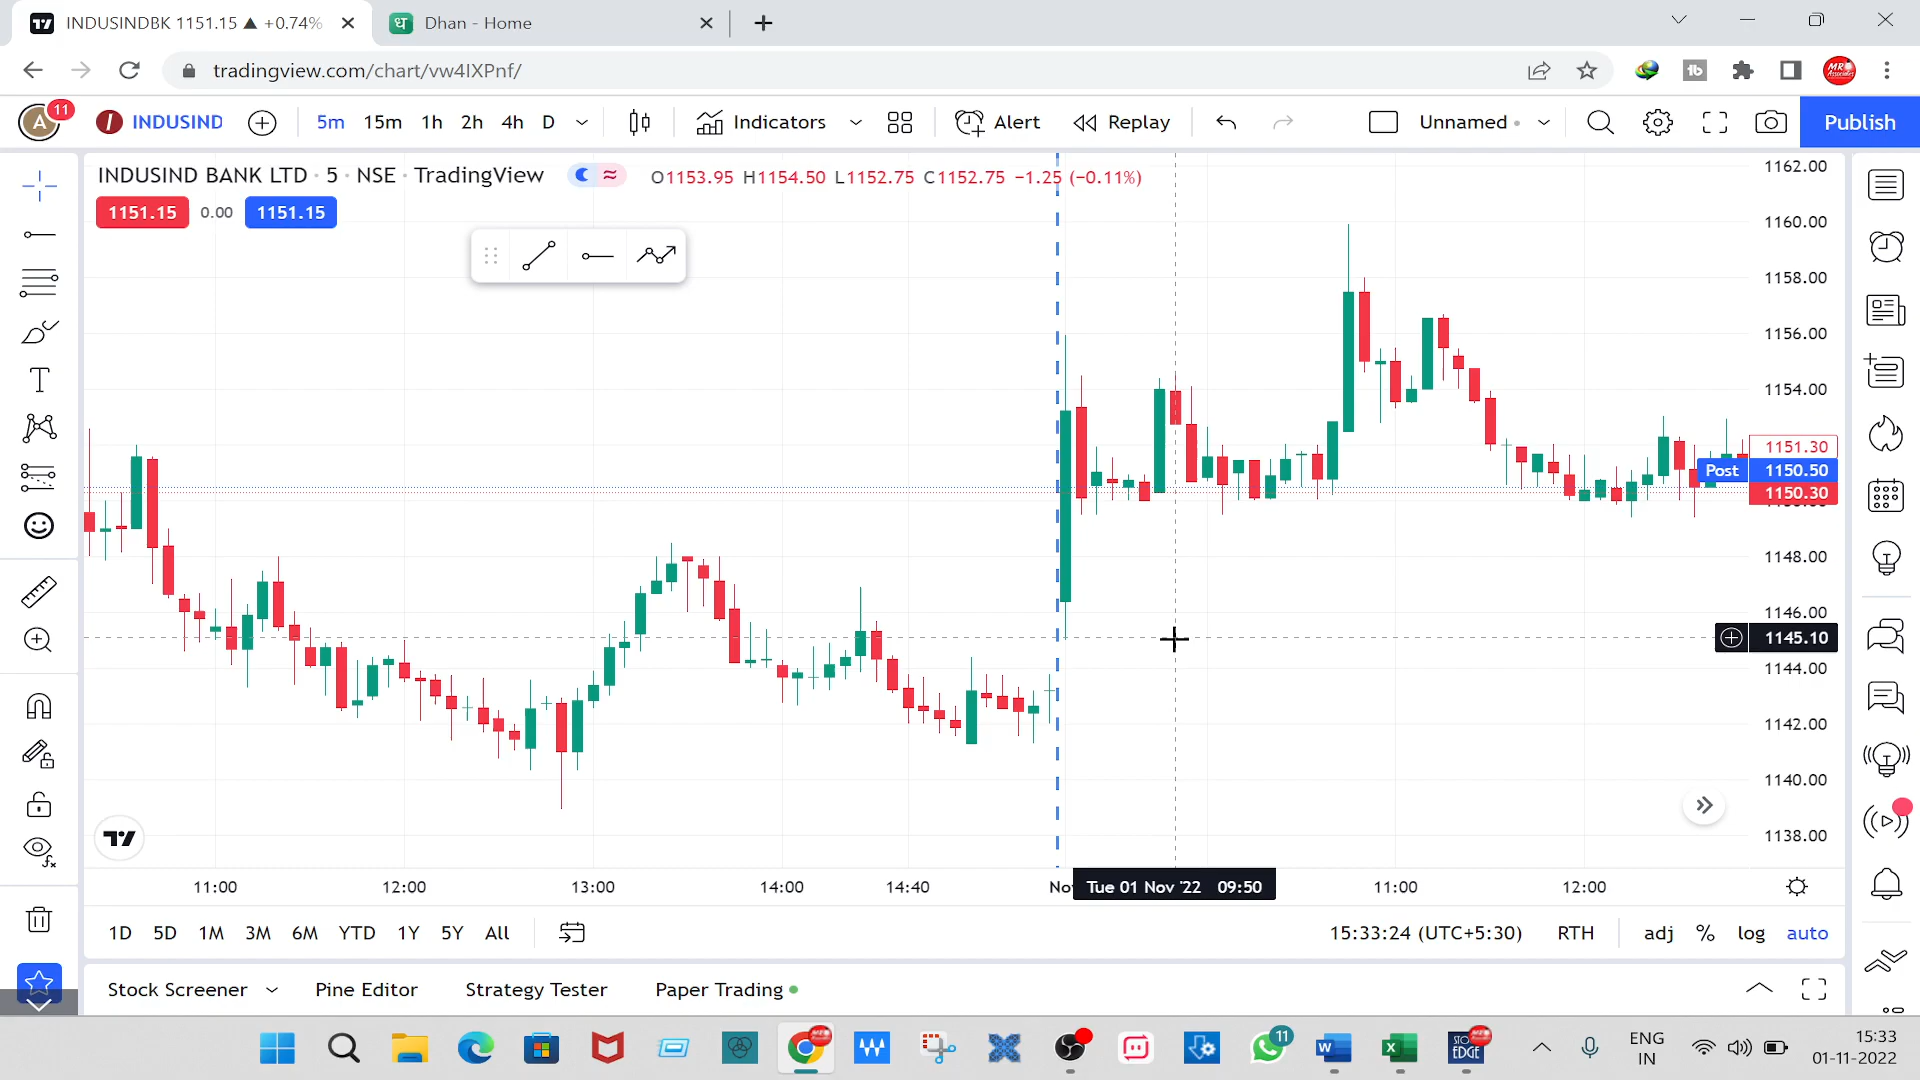 INDUSINDBK 1151.15 ▲ +0.74%
Dhan - Home
tradingview.com/chart/vw4IXPnf/
A 11
INDUSIND 5m 15m 1h 2h 4h D Indicators Alert Replay Unnamed Publish
INDUSIND BANK LTD · 5 · NSE · TradingView O1153.95 H1154.50 L1152.75 C1152.75 −1.25 (−0.11%)
1151.15 0.00 1151.15
1162.00
1160.00
1158.00
1156.00
1154.00
1151.30
Post 1150.50
1150.30
1148.00
1146.00
1145.10
1144.00
1142.00
1140.00
1138.00
11:00 12:00 13:00 14:00 14:40 No Tue 01 Nov '22 09:50 11:00 12:00
1D 5D 1M 3M 6M YTD 1Y 5Y All 15:33:24 (UTC+5:30) RTH adj % log auto
Stock Screener Pine Editor Strategy Tester Paper Trading
11
ENG
IN
15:33
01-11-2022